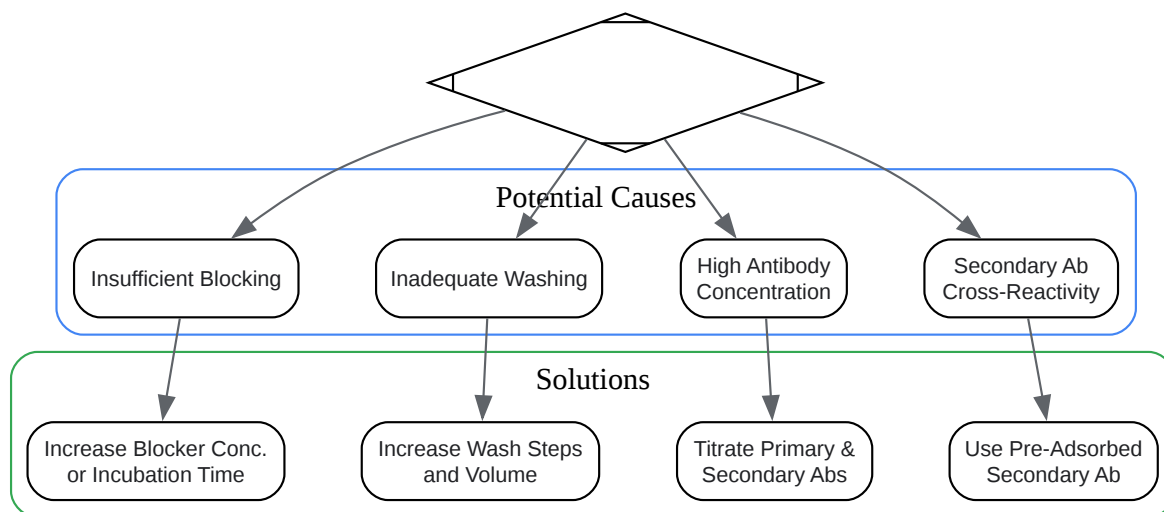 Potential Causes
Insufficient Blocking
Inadequate Washing
High Antibody
Concentration
Secondary Ab
Cross-Reactivity
Solutions
Increase Blocker Conc.
or Incubation Time
Increase Wash Steps
and Volume
Titrate Primary &
Secondary Abs
Use Pre-Adsorbed
Secondary Ab